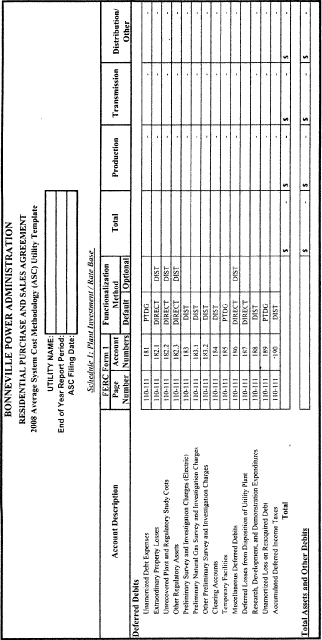 BONNEVILLE POWER ADMINISTRATION
RESIDENTIAL PURCHASE AND SALES AGREEMENT
2008 Average System Cost Methodology (ASC) Utility Template
UTILITY NAME:
End of Year Report Period:
ASC Filing Date:
Schedule 1: Plant Investment / Rate Base
FERC Form 1 Functionalization
Account Description Page Number Account Numbers Method Default Optional Total Production Transmission Distribution/ Other
Deferred Debits
Unamortized Debt Expenses 110-111 181 PTDG - - -
Extraordinary Property Losses 110-111 182.1 DIRECT DIST - - -
Unrecovered Plant and Regulatory Study Costs 110-111 182.2 DIRECT DIST - - -
Other Regulatory Assets 110-111 182.3 DIRECT DIST - - -
Preliminary Survey and Investigation Charges (Electric) 110-111 183 DIST - - -
Preliminary Natural Gas Survey and Investigation Charges 110-111 183.1 DIST - - -
Other Preliminary Survey and Investigation Charges 110-111 183.2 DIST - - -
Clearing Accounts 110-111 184 DIST - - -
Temporary Facilities 110-111 185 PTDG - - -
Miscellaneous Deferred Debits 110-111 186 DIRECT DIST - - -
Deferred Losses from Disposition of Utility Plant 110-111 187 DIRECT - - -
Research, Development, and Demonstration Expenditures 110-111 188 DIST - - -
Unamortized Loss on Reacquired Debt 110-111 189 PTDG - - -
Accumulated Deferred Income Taxes 110-111 190 DIST - - -
Total $ - $ - $ - $ -
Total Assets and Other Debits $ - $ - $ - $ -